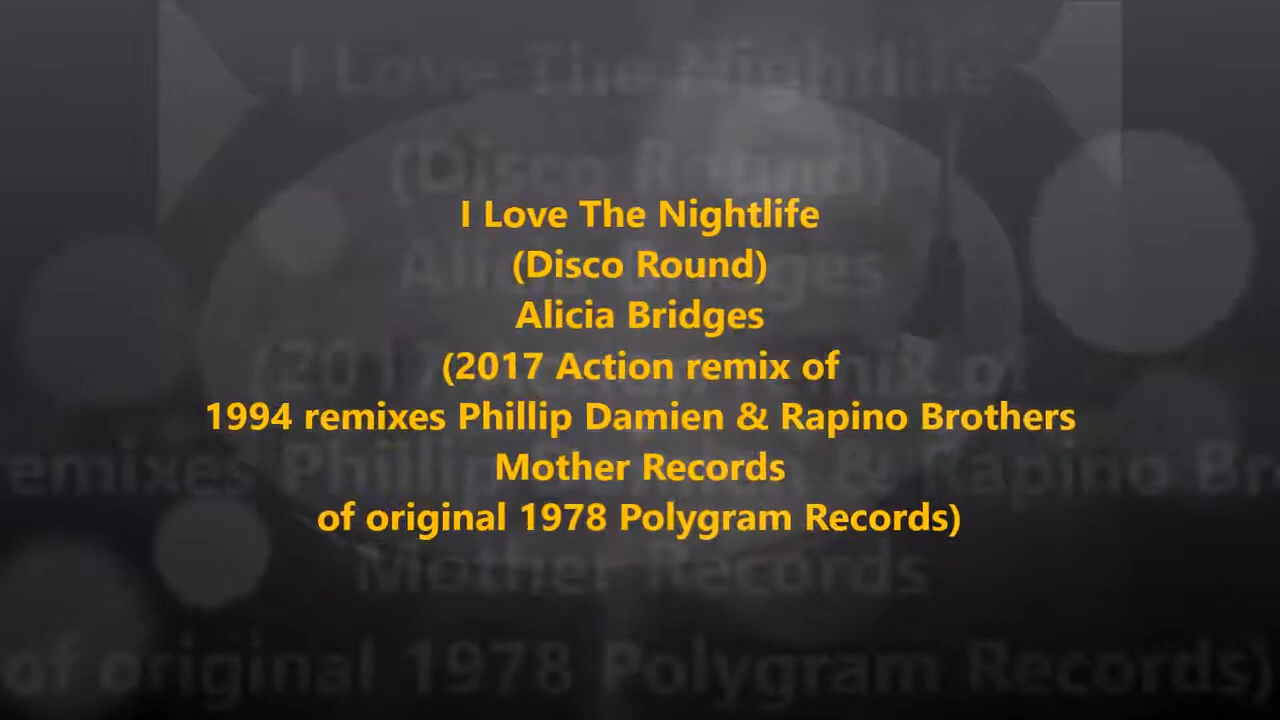 I Love The Nightlife
(Disco Round)
Alicia Bridges
(2017 Action remix of
1994 remixes Phillip Damien & Rapino Brothers
Mother Records
of original 1978 Polygram Records)